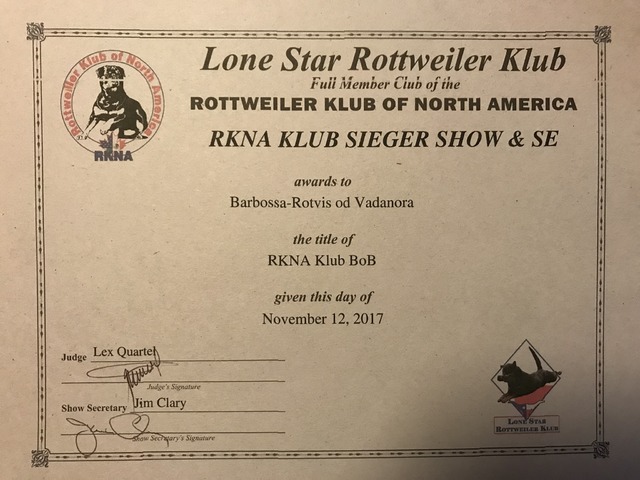 Rottweiler Klub of North America
RKNA
Lone Star Rottweiler Klub
Full Member Club of the
ROTTWEILER KLUB OF NORTH AMERICA
RKNA KLUB SIEGER SHOW & SE
awards to
Barbossa-Rotvis od Vadanora
the title of
RKNA Klub BoB
given this day of
November 12, 2017
Judge Lex Quartel
Judge's Signature
Show Secretary Jim Clary
Show Secretary's Signature
LONE STAR
ROTTWEILER KLUB